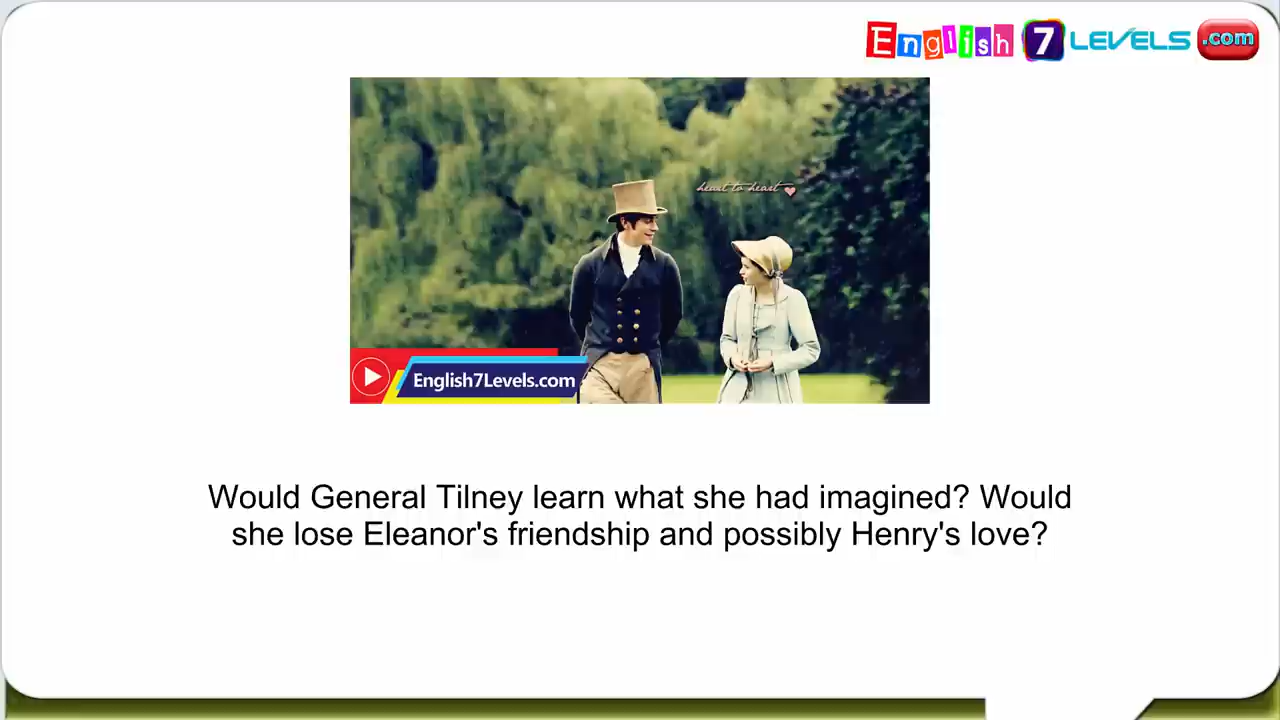 English 7 LEVELS .com
heart to heart
English7Levels.com
Would General Tilney learn what she had imagined? Would
she lose Eleanor's friendship and possibly Henry's love?